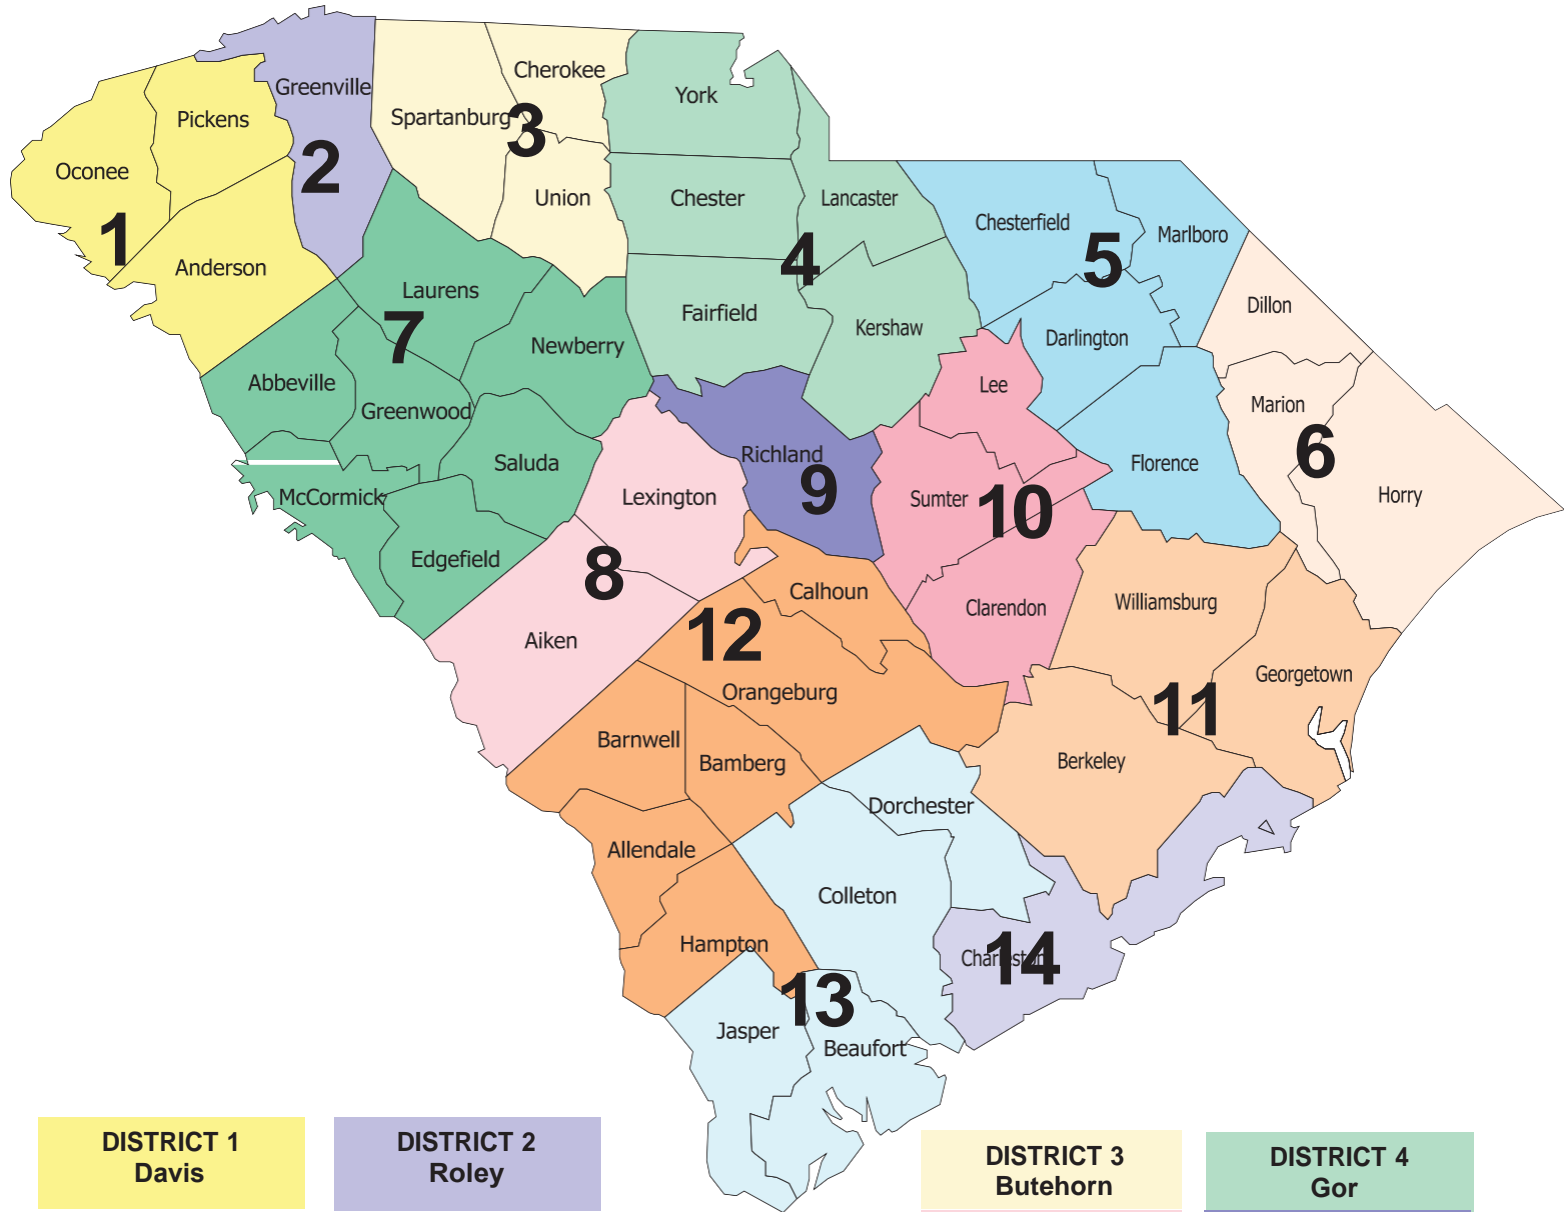 Cherokee
Greenville
York
Spartanburg
3
Pickens
2
Oconee
Union
Chester
Lancaster
Chesterfield
Marlboro
1
4
5
Anderson
Laurens
Dillon
Fairfield
7
Kershaw
Darlington
Newberry
Abbeville
Lee
Greenwood
Marion
6
Richland
Saluda
Florence
9
McCormick
Lexington
Sumter
10
Horry
Edgefield
8
Calhoun
Williamsburg
Clarendon
12
Aiken
Georgetown
Orangeburg
11
Barnwell
Bamberg
Berkeley
Dorchester
Allendale
Colleton
Hampton
Charleston
14
13
Jasper
Beaufort
DISTRICT 1
Davis
DISTRICT 2
Roley
DISTRICT 3
Butehorn
DISTRICT 4
Gor